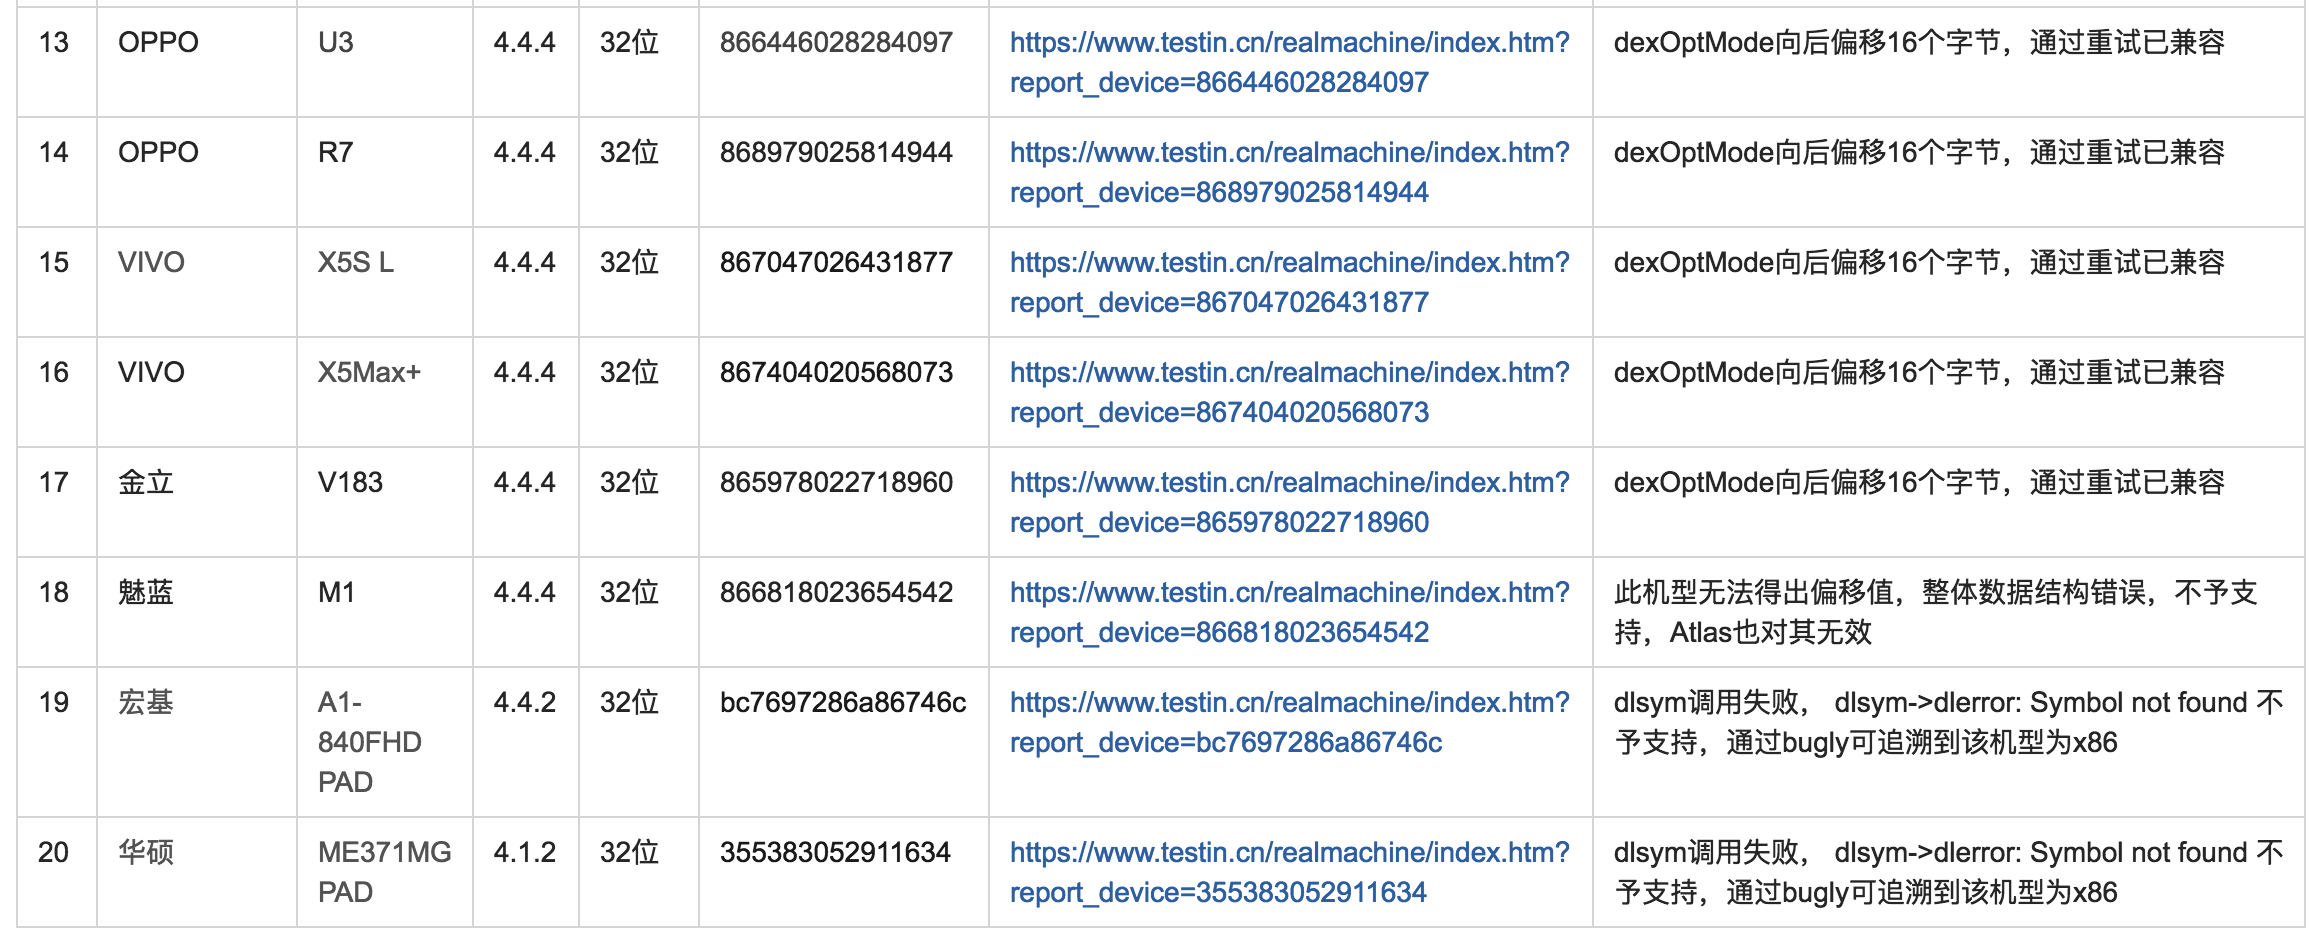 13 OPPO U3 4.4.4 32位 866446028284097 https://www.testin.cn/realmachine/index.htm? dexOptMode向后偏移16个字节，通过重试已兼容
report_device=866446028284097
14 OPPO R7 4.4.4 32位 868979025814944 https://www.testin.cn/realmachine/index.htm? dexOptMode向后偏移16个字节，通过重试已兼容
report_device=868979025814944
15 VIVO X5S L 4.4.4 32位 867047026431877 https://www.testin.cn/realmachine/index.htm? dexOptMode向后偏移16个字节，通过重试已兼容
report_device=867047026431877
16 VIVO X5Max+ 4.4.4 32位 867404020568073 https://www.testin.cn/realmachine/index.htm? dexOptMode向后偏移16个字节，通过重试已兼容
report_device=867404020568073
17 金立 V183 4.4.4 32位 865978022718960 https://www.testin.cn/realmachine/index.htm? dexOptMode向后偏移16个字节，通过重试已兼容
report_device=865978022718960
18 魅蓝 M1 4.4.4 32位 866818023654542 https://www.testin.cn/realmachine/index.htm? 此机型无法得出偏移值，整体数据结构错误，不予支
report_device=866818023654542 持，Atlas也对其无效
19 宏基 A1- 4.4.2 32位 bc7697286a86746c https://www.testin.cn/realmachine/index.htm? dlsym调用失败， dlsym->dlerror: Symbol not found 不
840FHD report_device=bc7697286a86746c 予支持，通过bugly可追溯到该机型为x86
PAD
20 华硕 ME371MG 4.1.2 32位 355383052911634 https://www.testin.cn/realmachine/index.htm? dlsym调用失败， dlsym->dlerror: Symbol not found 不
PAD report_device=355383052911634 予支持，通过bugly可追溯到该机型为x86